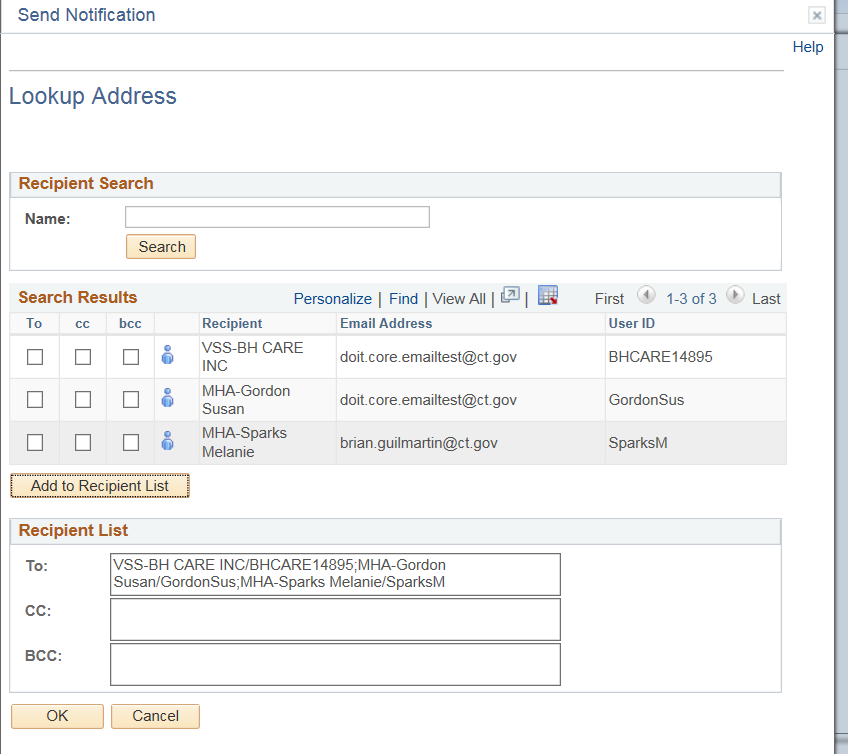 Send Notification
Help
Lookup Address
Recipient Search
Name:
Search
Search Results Personalize | Find | View All | | First 1-3 of 3 Last
To cc bcc Recipient Email Address User ID
VSS-BH CARE
INC doit.core.emailtest@ct.gov BHCARE14895
MHA-Gordon
Susan doit.core.emailtest@ct.gov GordonSus
MHA-Sparks
Melanie brian.guilmartin@ct.gov SparksM
Add to Recipient List
Recipient List
To: VSS-BH CARE INC/BHCARE14895;MHA-Gordon
Susan/GordonSus;MHA-Sparks Melanie/SparksM
CC:
BCC:
OK Cancel